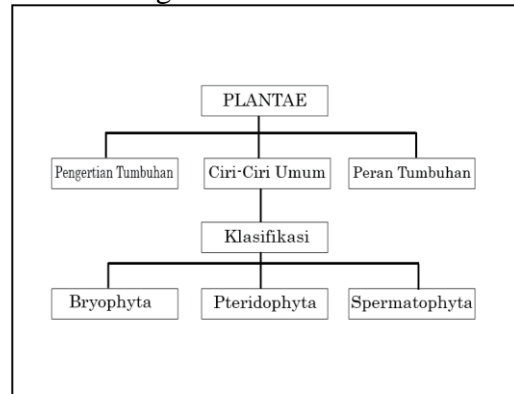 PLANTAE
Pengertian Tumbuhan
Ciri-Ciri Umum
Peran Tumbuhan
Klasifikasi
Bryophyta
Pteridophyta
Spermatophyta